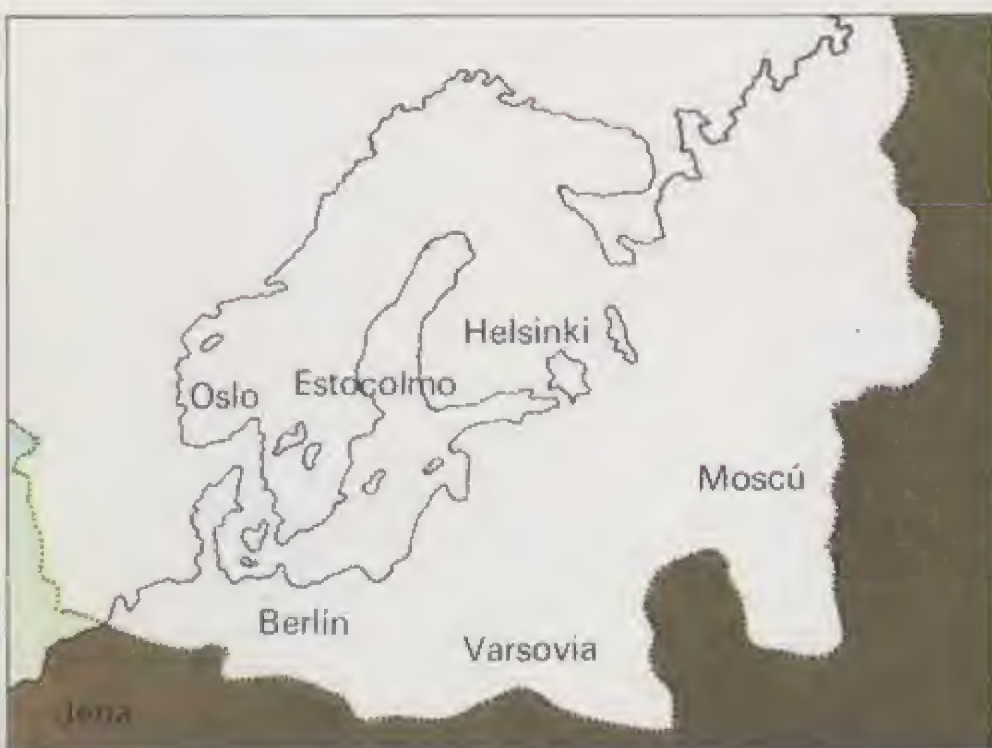 Helsinki
Oslo
Estocolmo
Moscú
Berlín
Varsovia
Jena